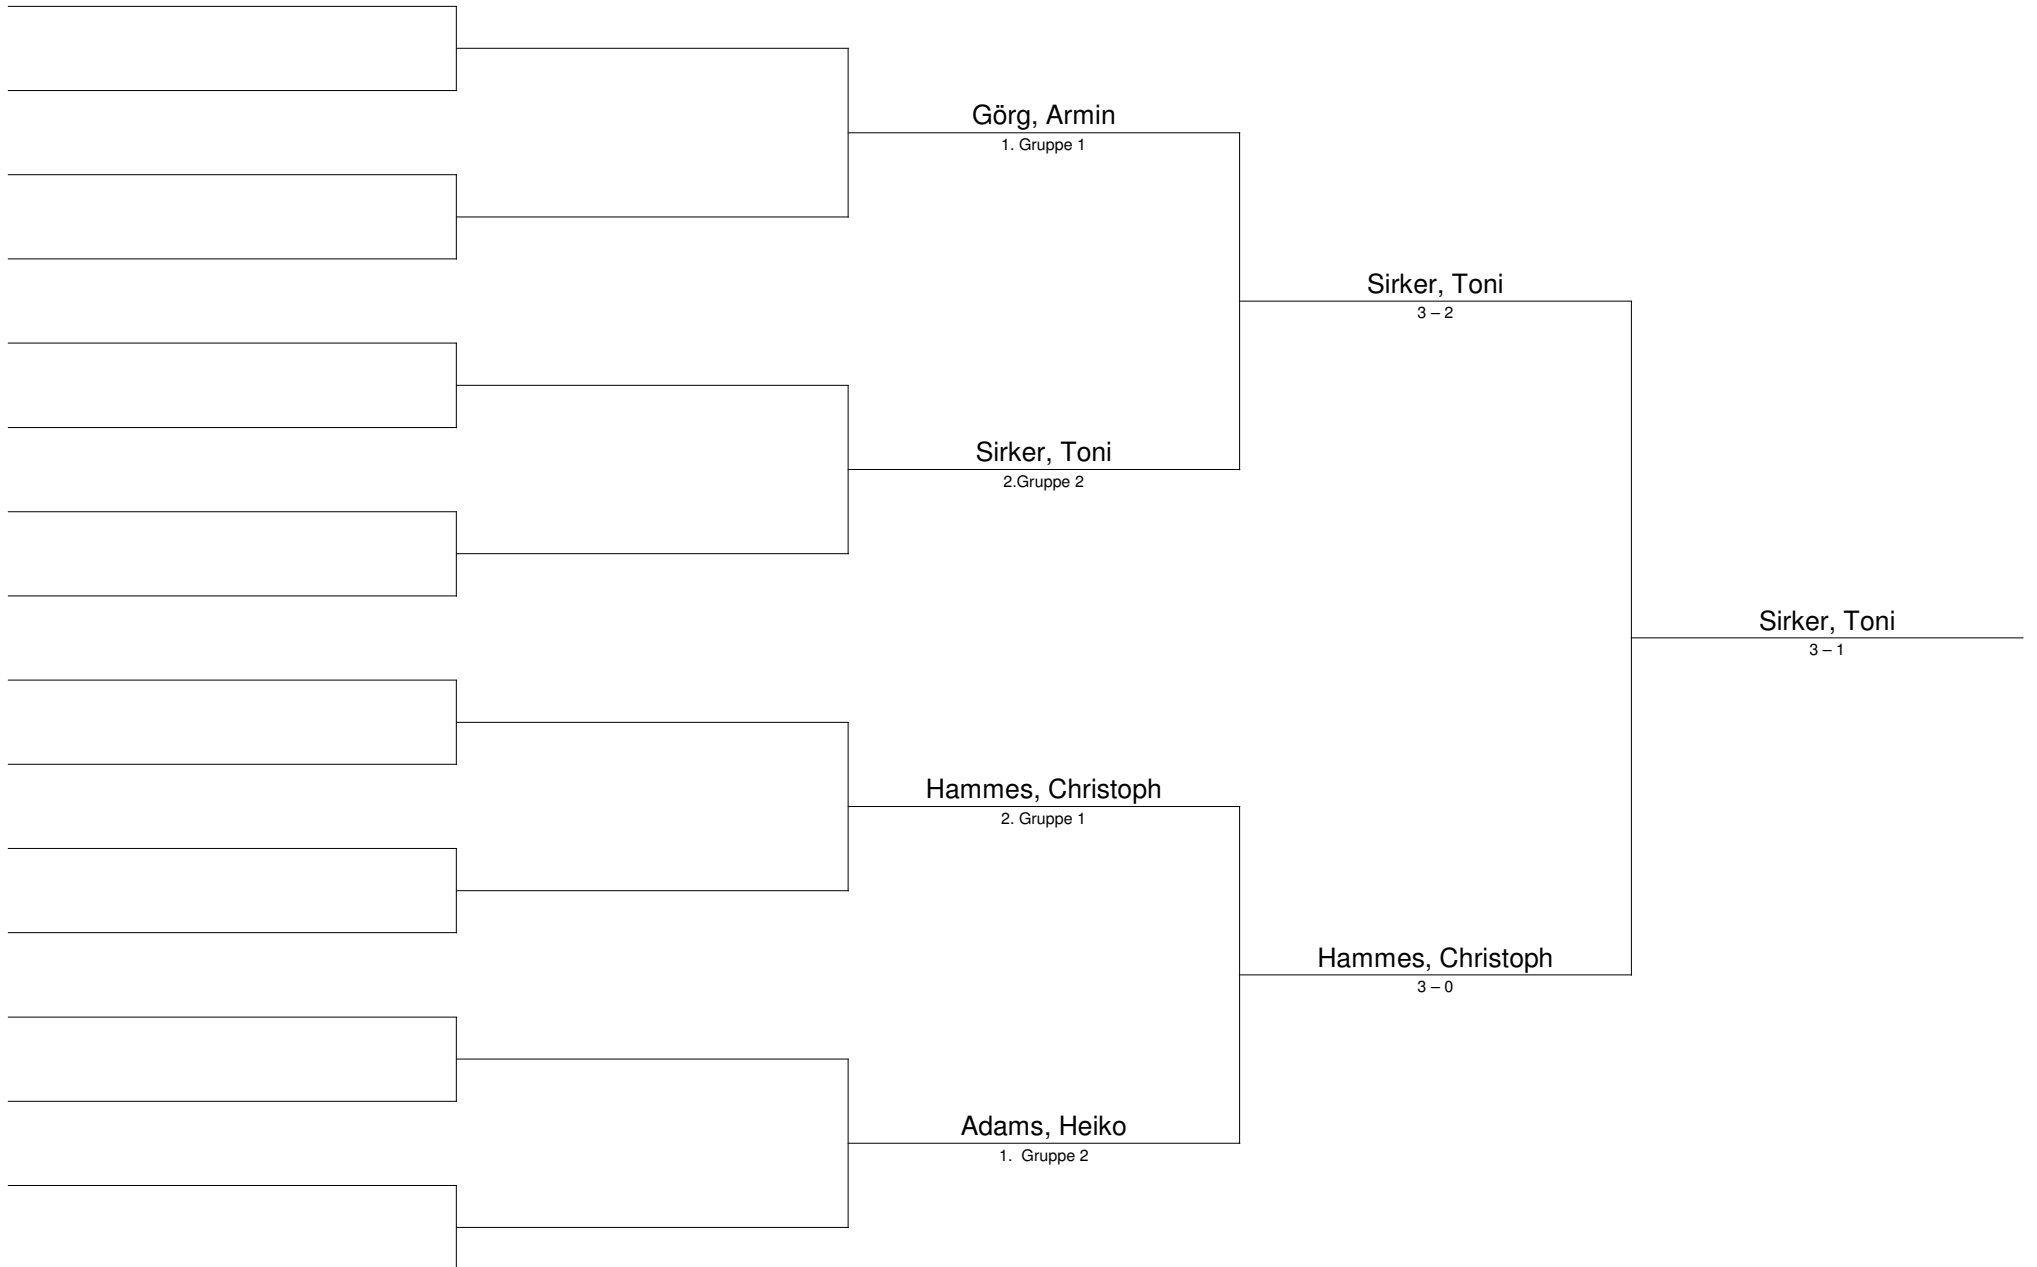 Görg, Armin
1. Gruppe 1
Sirker, Toni
3 – 2
Sirker, Toni
2.Gruppe 2
Sirker, Toni
3 – 1
Hammes, Christoph
2. Gruppe 1
Hammes, Christoph
3 – 0
Adams, Heiko
1.  Gruppe 2